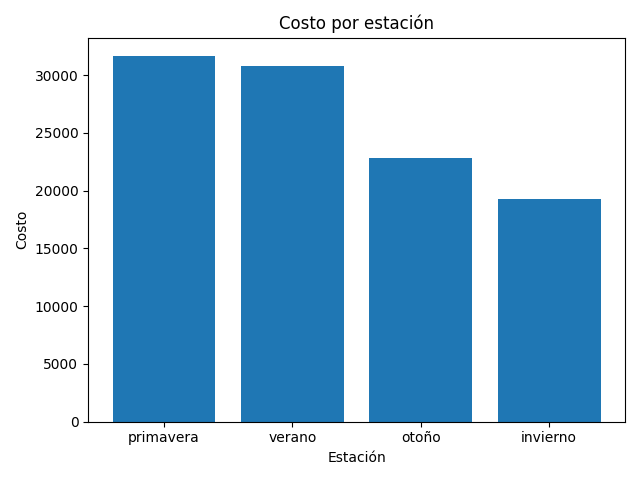 Costo por estación
30000
25000
20000
15000
10000
5000
0
Costo
primavera verano otoño invierno
Estación